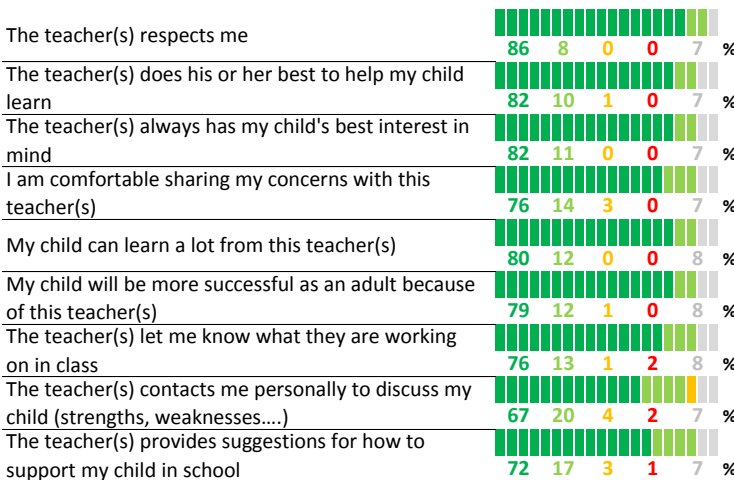 The teacher(s) respects me
86 8 0 0 7 %
The teacher(s) does his or her best to help my child
learn
82 10 1 0 7 %
The teacher(s) always has my child's best interest in
mind
82 11 0 0 7 %
I am comfortable sharing my concerns with this
teacher(s)
76 14 3 0 7 %
My child can learn a lot from this teacher(s)
80 12 0 0 8 %
My child will be more successful as an adult because
of this teacher(s)
79 12 1 0 8 %
The teacher(s) let me know what they are working
on in class
76 13 1 2 8 %
The teacher(s) contacts me personally to discuss my
child (strengths, weaknesses....)
67 20 4 2 7 %
The teacher(s) provides suggestions for how to
support my child in school
72 17 3 1 7 %